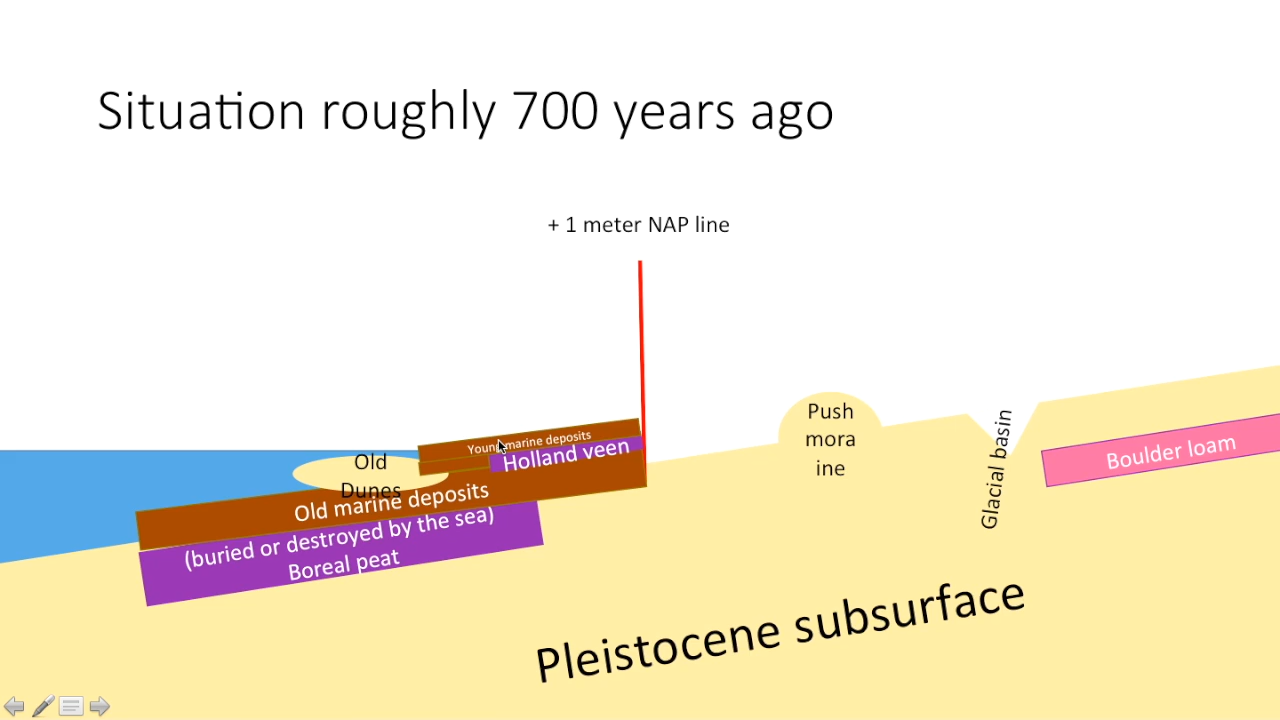 Situation roughly 700 years ago
+ 1 meter NAP line
Push
mora
ine
Glacial basin
Boulder loam
Young marine deposits
Holland veen
Old
Dunes
Old marine deposits
(buried or destroyed by the sea)
Boreal peat
Pleistocene subsurface